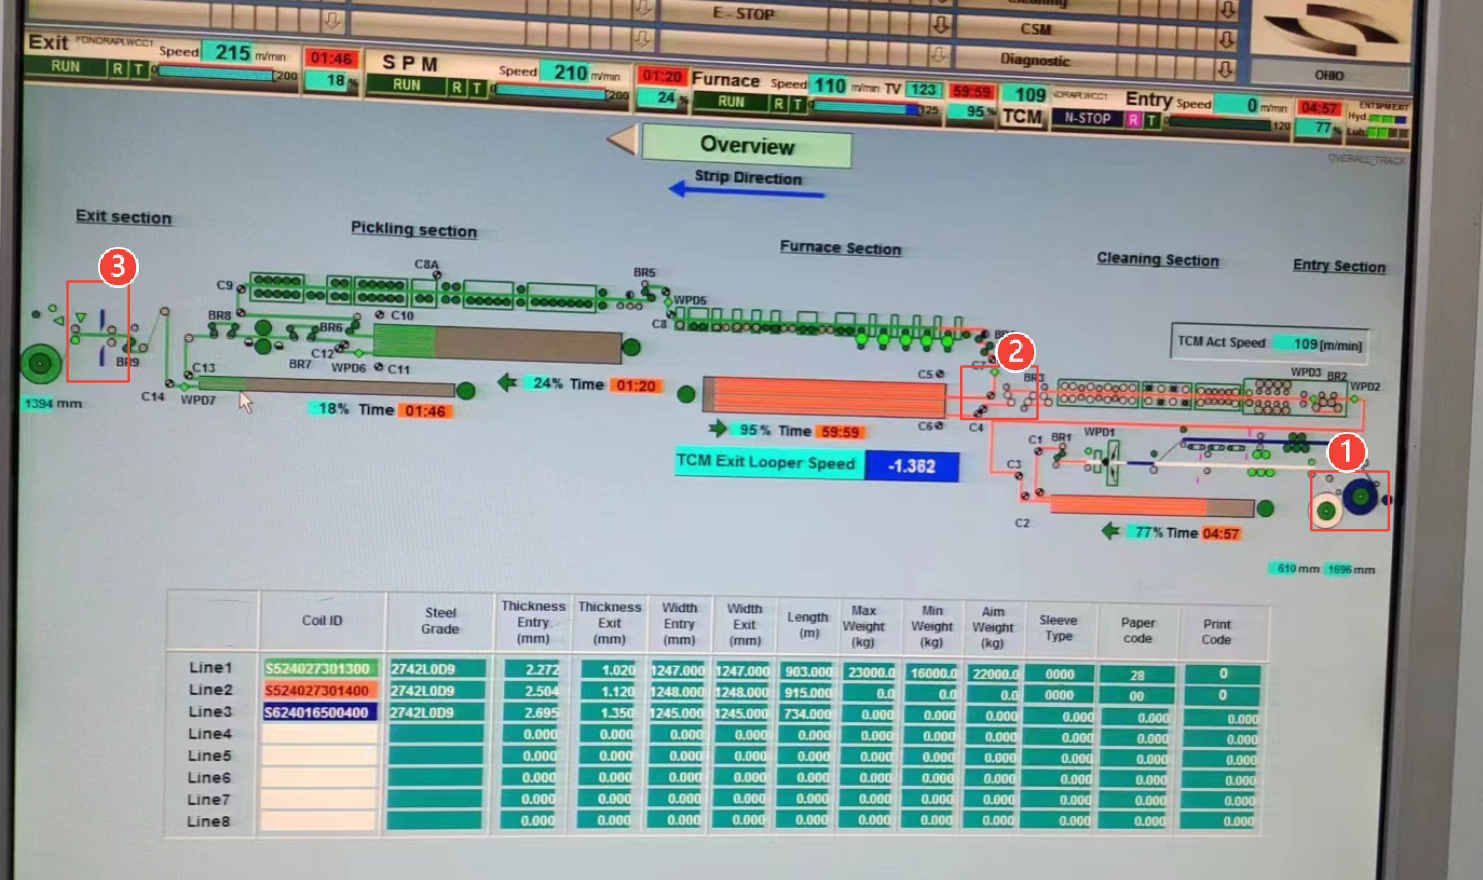 E - STOP
CSM
Diagnostic
OHIO
Exit
Speed 215 m/min 01:46
RUN R T 0 200 18 %
SPM
Speed 210 m/min 01:20
RUN R T 0 200 24 %
Furnace Speed 110 m/min TV 123 59:59
RUN R T 95 %
109
TCM
Entry Speed 0 m/min 04:57
N-STOP R T 0 120 77 %
Hyd.
Lub.
OVERALL_TRACK
Overview
Strip Direction
Exit section
Pickling section
Furnace Section
Cleaning Section
Entry Section
3
C9
C8A
BR5
WPD5
C8
BR8
C10
BR6
C12
BR7
WPD6
C11
BR9
C13
C14
WPD7
1394 mm
18% Time 01:46
24% Time 01:20
TCM Act Speed 109 [m/min]
2
C7
C5
BR3
WPD3
BR2
WPD2
C6
C4
95 % Time 59:59
TCM Exit Looper Speed -1.362
C1
BR1
WPD1
C3
C2
1
77% Time 04:57
610 mm 1696 mm
Coil ID
Steel Grade
Thickness Entry (mm)
Thickness Exit (mm)
Width Entry (mm)
Width Exit (mm)
Length (m)
Max Weight (kg)
Min Weight (kg)
Aim Weight (kg)
Sleeve Type
Paper code
Print Code
Line1 S524027301300 2742L0D9 2.272 1.020 1247.000 1247.000 903.000 23000.0 16000.0 22000.0 0000 28 0
Line2 S524027301400 2742L0D9 2.504 1.120 1248.000 1248.000 915.000 0.0 0.0 0.0 0000 00 0
Line3 S624016500400 2742L0D9 2.695 1.350 1245.000 1245.000 734.000 0.000 0.000 0.000 0.000 0.000 0.000
Line4 0.000 0.000 0.000 0.000 0.000 0.000 0.000 0.000 0.000 0.000 0.000
Line5 0.000 0.000 0.000 0.000 0.000 0.000 0.000 0.000 0.000 0.000 0.000
Line6 0.000 0.000 0.000 0.000 0.000 0.000 0.000 0.000 0.000 0.000 0.000
Line7 0.000 0.000 0.000 0.000 0.000 0.000 0.000 0.000 0.000 0.000 0.000
Line8 0.000 0.000 0.000 0.000 0.000 0.000 0.000 0.000 0.000 0.000 0.000